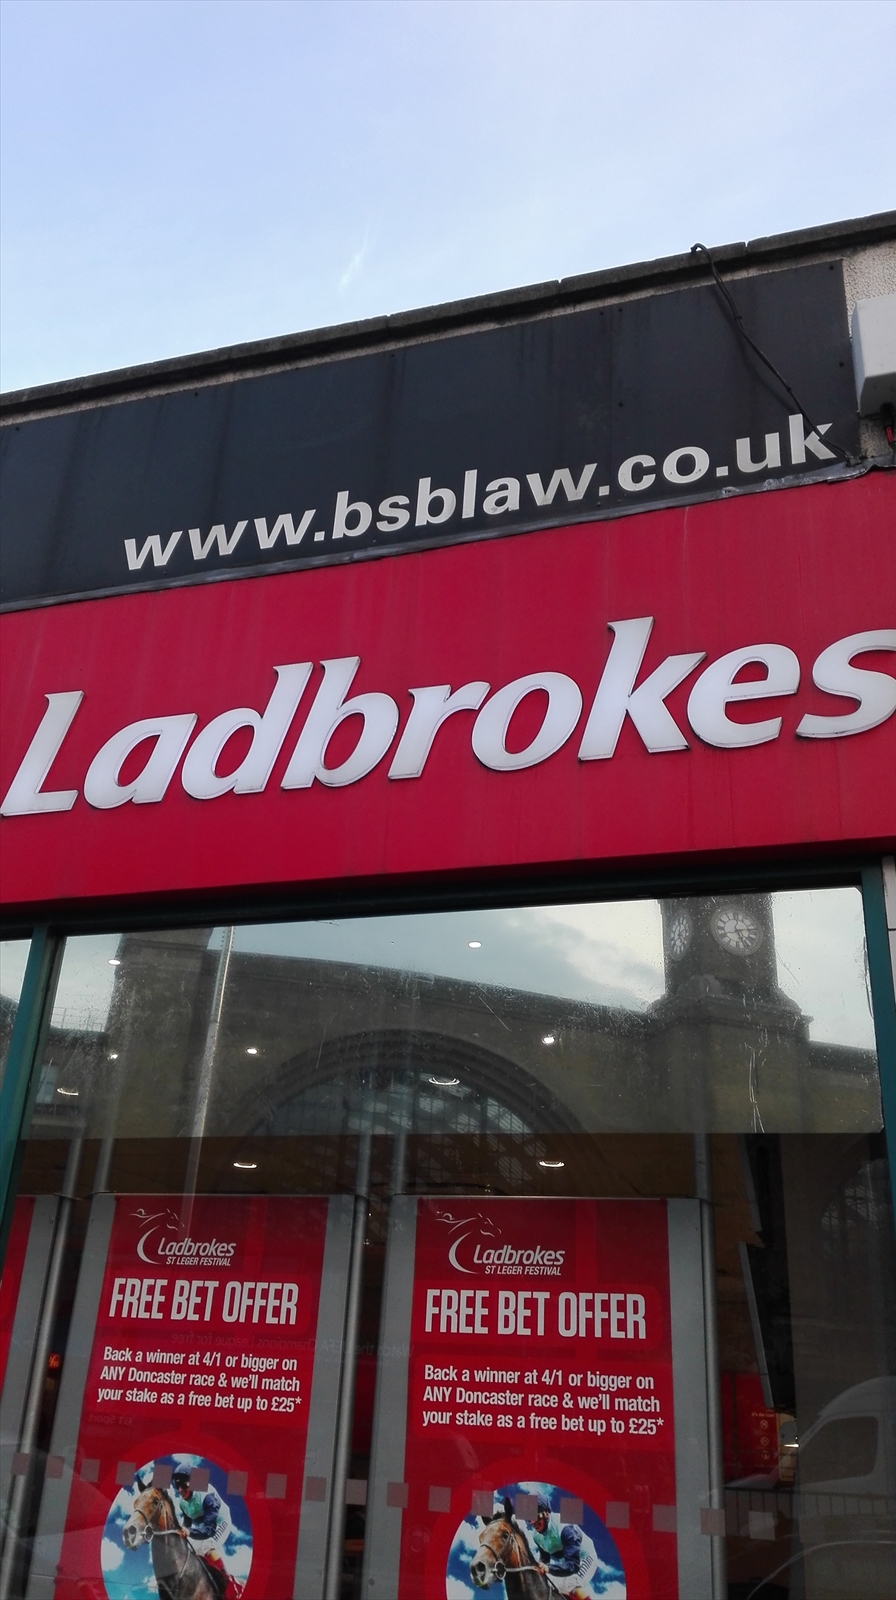 www.bsblaw.co.uk
Ladbrokes
Ladbrokes
ST LEGER FESTIVAL
FREE BET OFFER
Back a winner at 4/1 or bigger on
ANY Doncaster race & we'll match
your stake as a free bet up to £25*
Ladbrokes
ST LEGER FESTIVAL
FREE BET OFFER
Back a winner at 4/1 or bigger on
ANY Doncaster race & we'll match
your stake as a free bet up to £25*